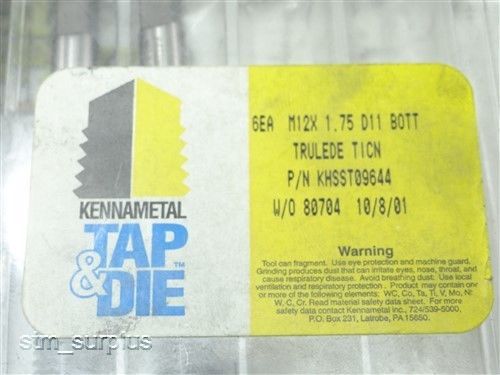 KENNAMETAL
TAP
&DIE™
6EA M12X 1.75 D11 BOTT
TRULEDE TICN
P/N KHSST09644
W/O 80704 10/8/01
Warning
Tool can fragment. Use eye protection and machine guard.
Grinding produces dust that can irritate eyes, nose, throat, and
cause respiratory problems. Avoid breathing dust. Use local
ventilation and respiratory protection. Product may contain one
or more of the following elements: WC, Co, Ta, Ti, V, Mo, Ni,
W, C, Cr. Read material safety data sheet. For more
safety data contact Kennametal Inc., 724/539-5000,
P.O. Box 231, Latrobe, PA 15650.
stm_surplus